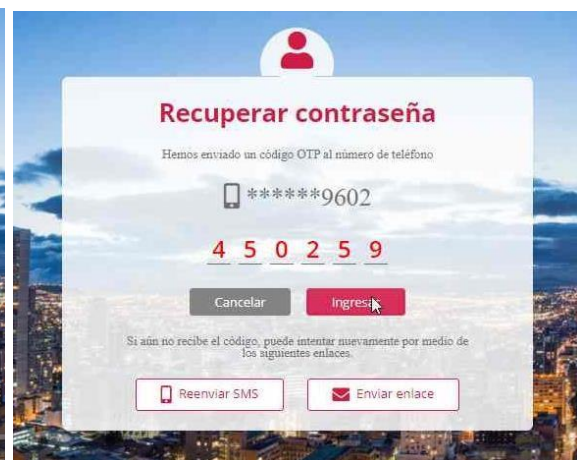 Recuperar contraseña
Hemos enviado un código OTP al número de teléfono
******9602
4 5 0 2 5 9
Cancelar
Ingresar
Si aún no recibe el código, puede intentar nuevamente por medio de
los siguientes enlaces.
Reenviar SMS
Enviar enlace